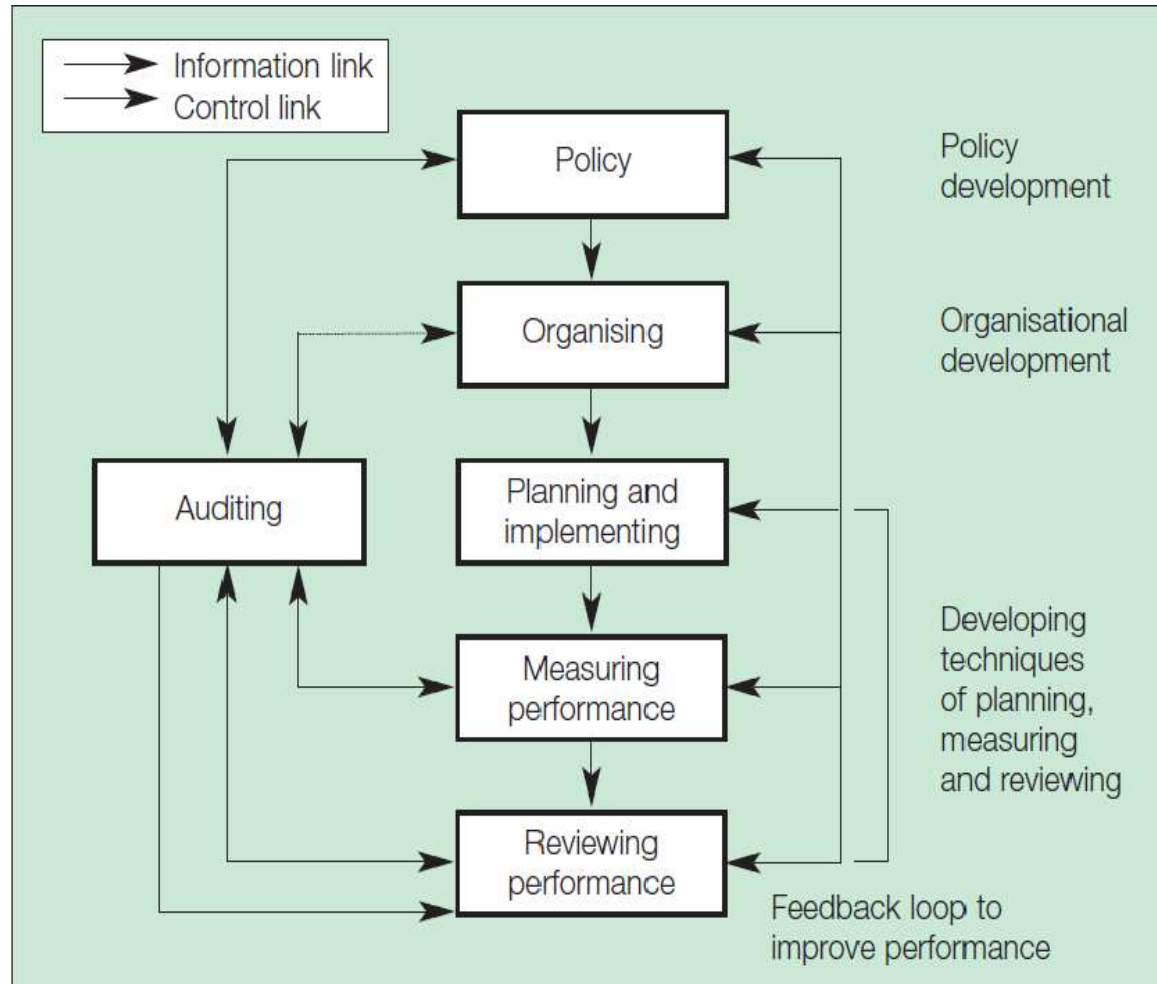 Information link
Control link
Policy
Policy
development
Organising
Organisational
development
Auditing
Planning and
implementing
Measuring
performance
Developing
techniques
of planning,
measuring
and reviewing
Reviewing
performance
Feedback loop to
improve performance